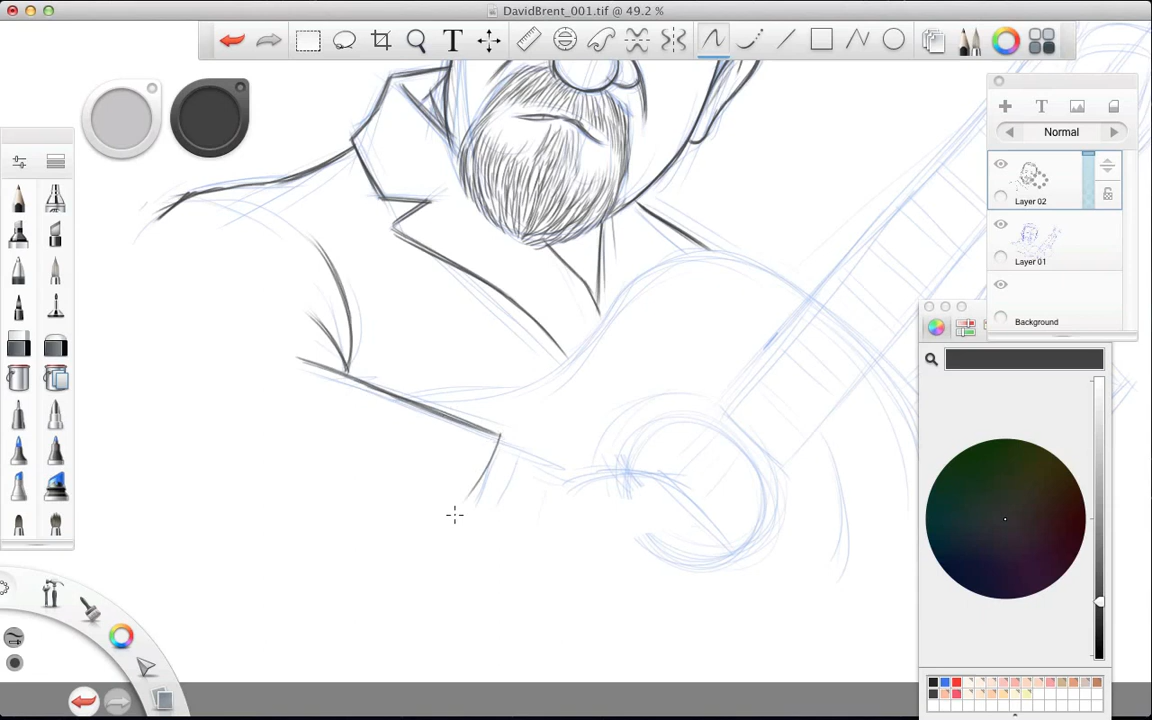 DavidBrent_001.tif @ 49.2 %
T
T
Normal
Layer 02
Layer 01
Background